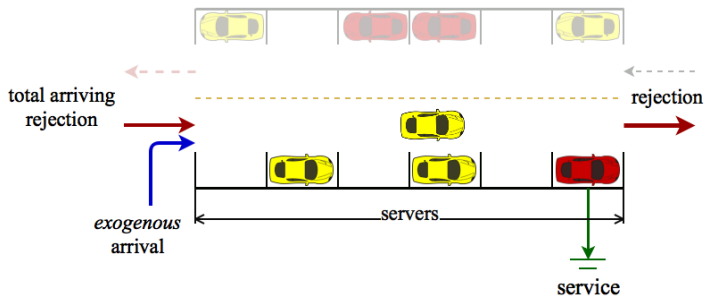 total arriving
rejection
rejection
exogenous
arrival
servers
service